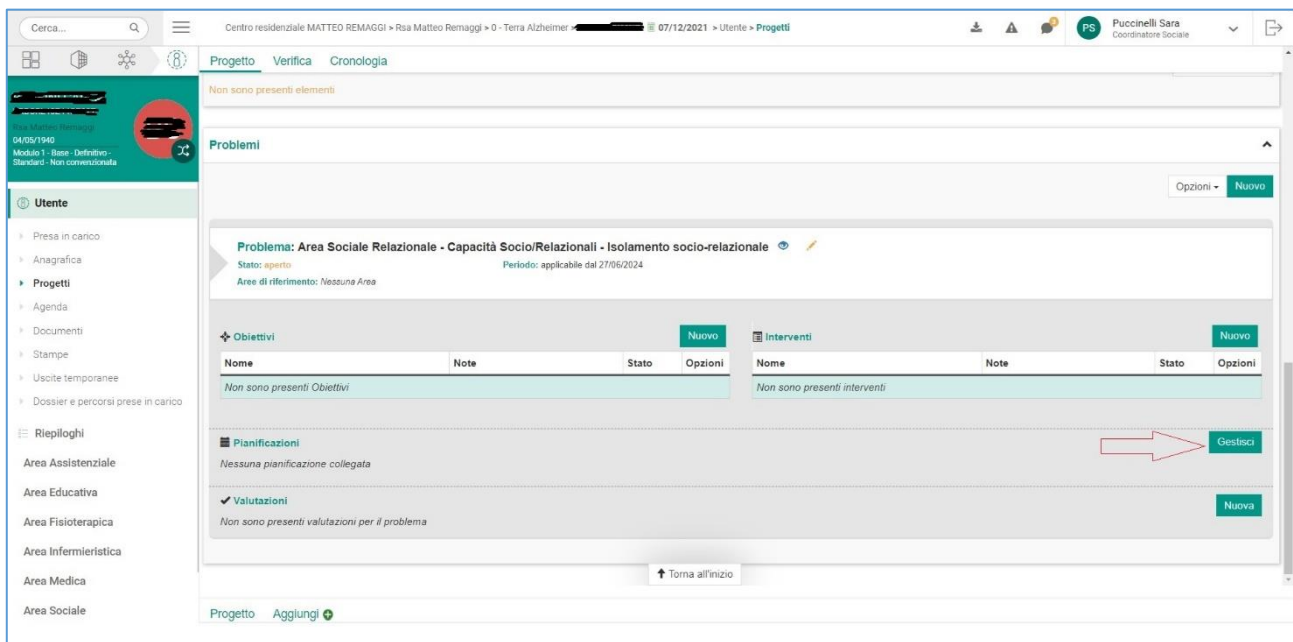 Cerca...
Centro residenziale MATTEO REMAGGI > Rsa Matteo Remaggi > 0 - Terra Alzheimer > 07/12/2021 > Utente > Progetti
PS
Puccinelli Sara
Coordinatore Sociale
Progetto Verifica Cronologia
Non sono presenti elementi
Rsa Matteo Remaggi
04/05/1940
Modulo 1 - Base - Definitivo -
Standard - Non convenzionata
Utente
Presa in carico
Anagrafica
Progetti
Agenda
Documenti
Stampe
Uscite temporanee
Dossier e percorsi prese in carico
Riepiloghi
Area Assistenziale
Area Educativa
Area Fisioterapica
Area Infermieristica
Area Medica
Area Sociale
Problemi
Opzioni Nuovo
Problema: Area Sociale Relazionale - Capacità Socio/Relazionali - Isolamento socio-relazionale
Stato: aperto Periodo: applicabile dal 27/06/2024
Aree di riferimento: Nessuna Area
Obiettivi Nuovo
Nome Note Stato Opzioni
Non sono presenti Obiettivi
Interventi Nuovo
Nome Note Stato Opzioni
Non sono presenti interventi
Pianificazioni Gestisci
Nessuna pianificazione collegata
Valutazioni Nuova
Non sono presenti valutazioni per il problema
Torna all'inizio
Progetto Aggiungi